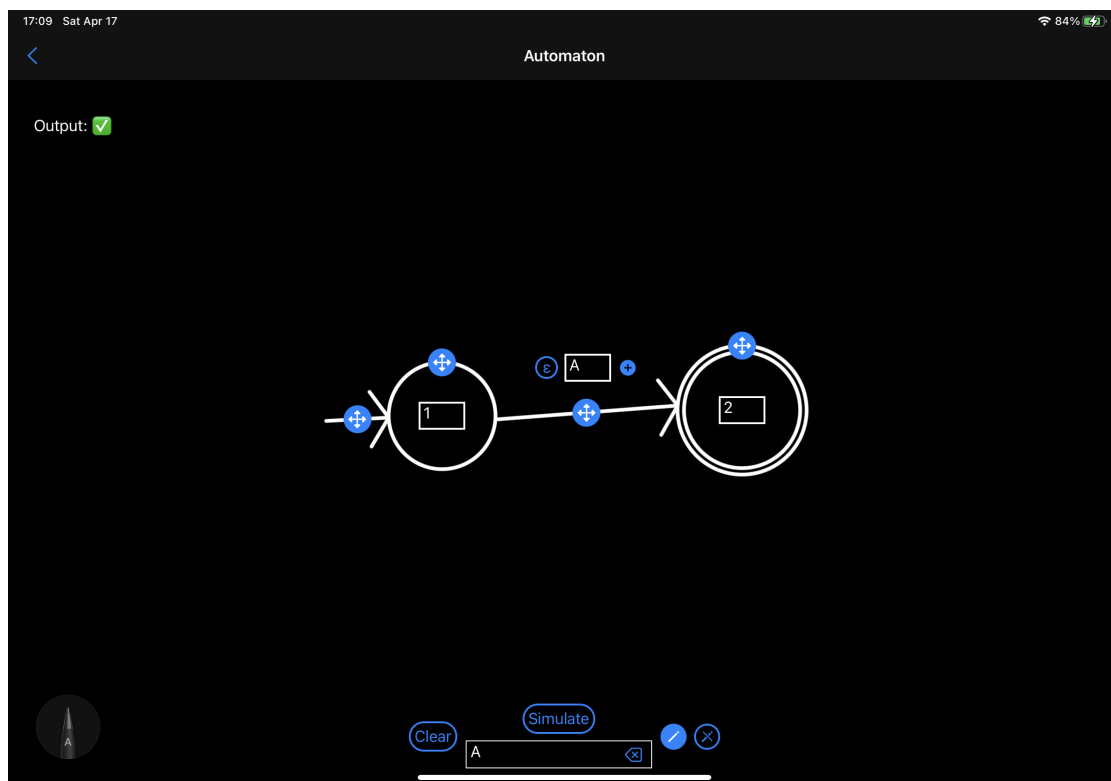 17:09 Sat Apr 17
84%
Automaton
Output: ✅
ε A +
1
2
Simulate
Clear
A
A